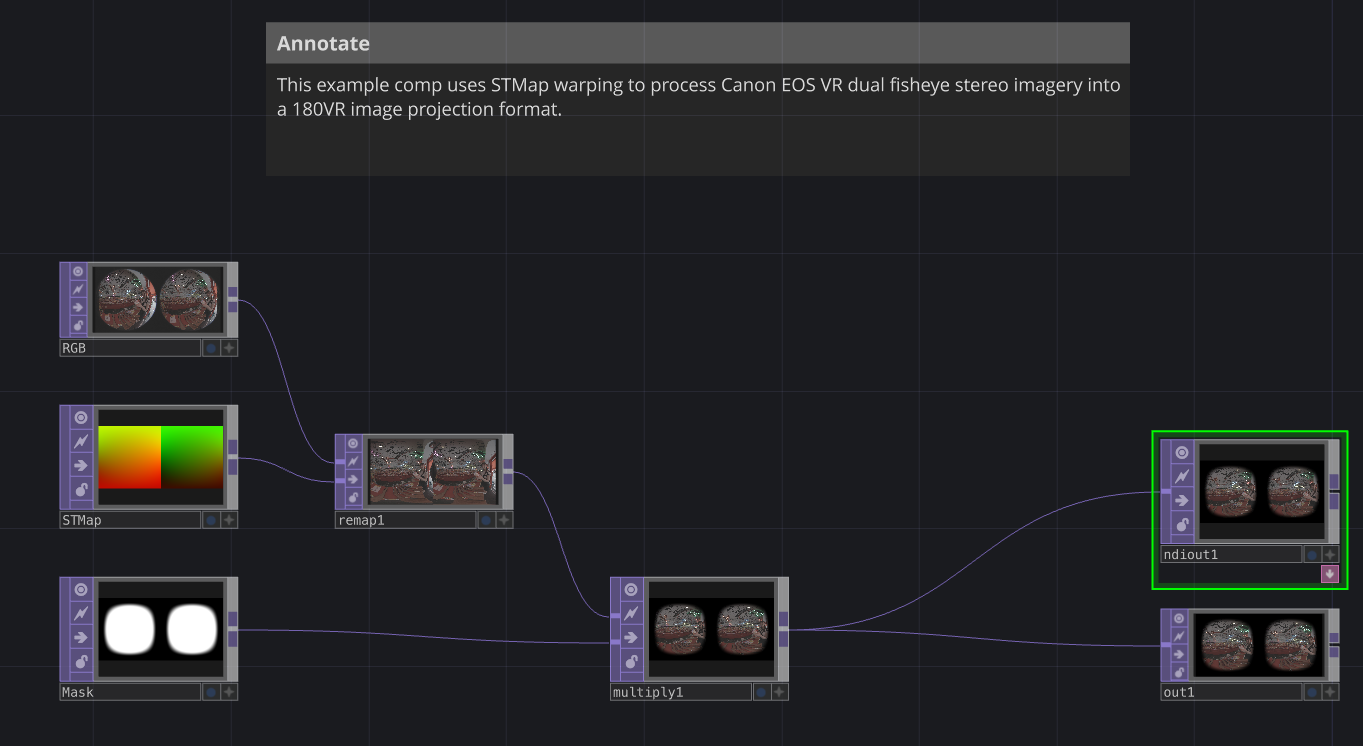 Annotate
This example comp uses STMap warping to process Canon EOS VR dual fisheye stereo imagery into
a 180VR image projection format.
RGB
STMap
remap1
ndiout1
Mask
multiply1
out1